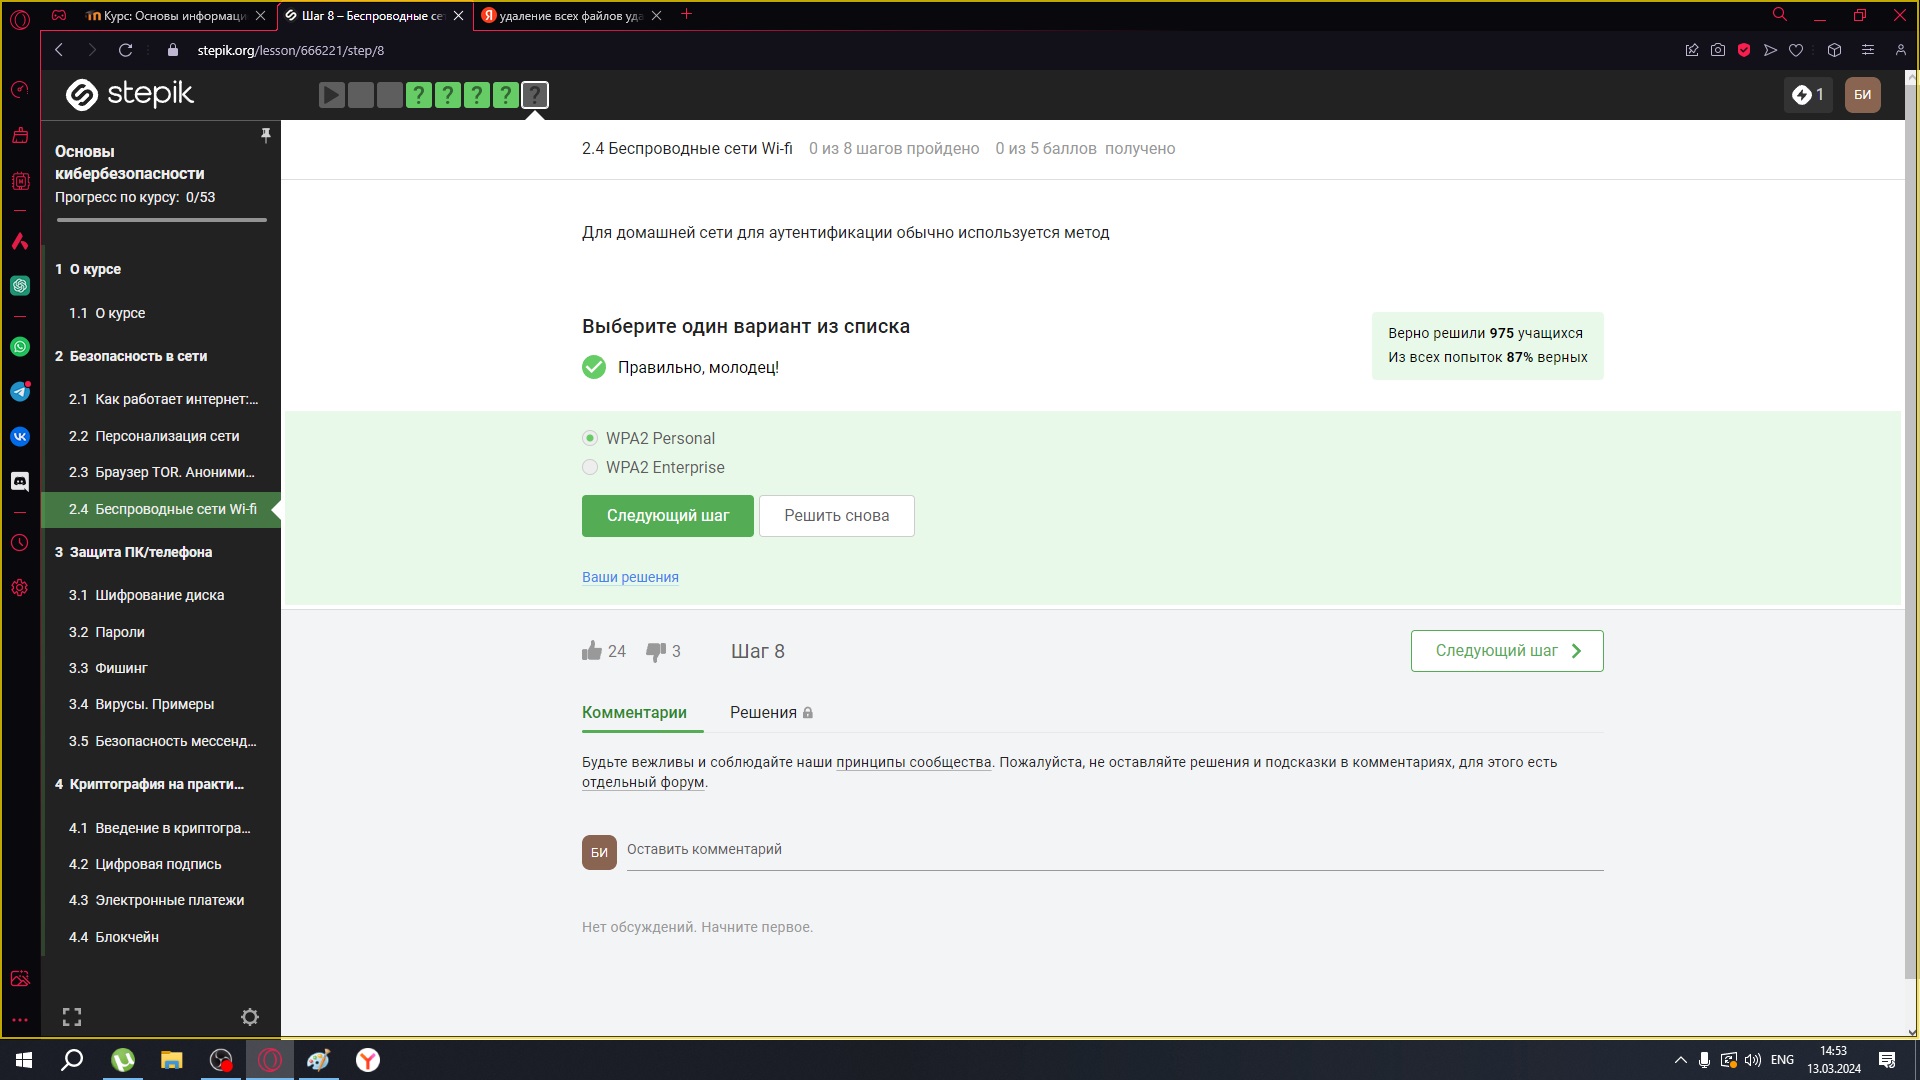 Курс: Основы информаци
Шаг 8 – Беспроводные се
удаление всех файлов уда
stepik.org/lesson/666221/step/8
stepik
1
БИ
Основы
кибербезопасности
Прогресс по курсу: 0/53
1 О курсе
1.1 О курсе
2 Безопасность в сети
2.1 Как работает интернет:...
2.2 Персонализация сети
2.3 Браузер TOR. Аноними...
2.4 Беспроводные сети Wi-fi
3 Защита ПК/телефона
3.1 Шифрование диска
3.2 Пароли
3.3 Фишинг
3.4 Вирусы. Примеры
3.5 Безопасность мессенд...
4 Криптография на практи...
4.1 Введение в криптогра...
4.2 Цифровая подпись
4.3 Электронные платежи
4.4 Блокчейн
2.4 Беспроводные сети Wi-fi 0 из 8 шагов пройдено 0 из 5 баллов получено
Для домашней сети для аутентификации обычно используется метод
Выберите один вариант из списка
Правильно, молодец!
Верно решили 975 учащихся
Из всех попыток 87% верных
WPA2 Personal
WPA2 Enterprise
Следующий шаг
Решить снова
Ваши решения
24
3
Шаг 8
Следующий шаг
Комментарии
Решения
Будьте вежливы и соблюдайте наши принципы сообщества. Пожалуйста, не оставляйте решения и подсказки в комментариях, для этого есть
отдельный форум.
БИ
Оставить комментарий
Нет обсуждений. Начните первое.
ENG
14:53
13.03.2024